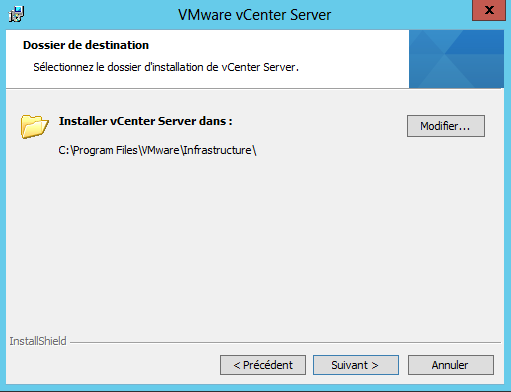 VMware vCenter Server
x
Dossier de destination
Sélectionnez le dossier d'installation de vCenter Server.
Installer vCenter Server dans :
Modifier...
C:\Program Files\VMware\Infrastructure\
InstallShield
< Précédent
Suivant >
Annuler